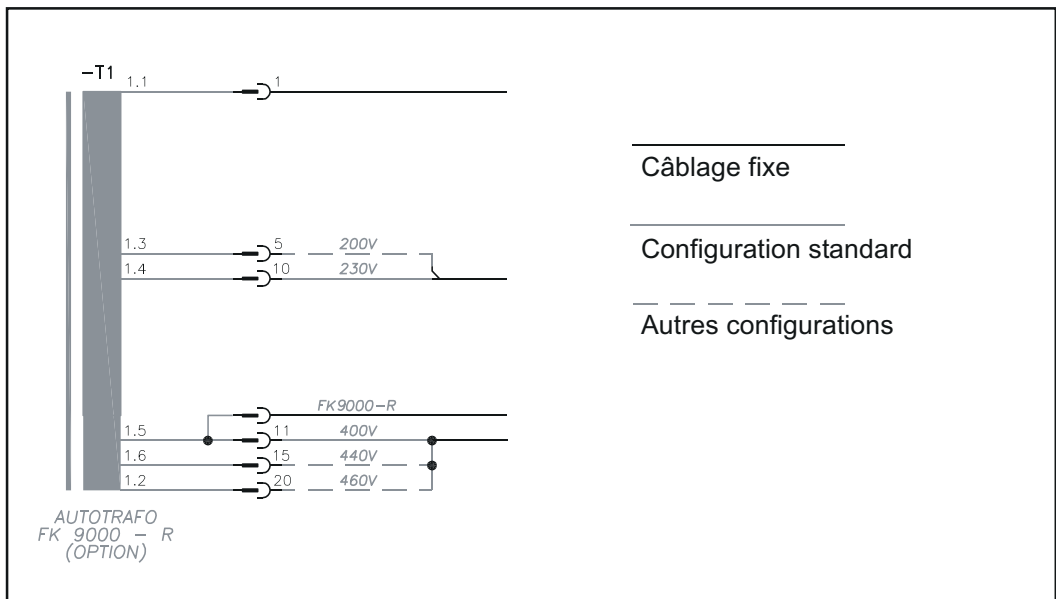 –T1
1.1
1
1.3
5
200V
1.4
10
230V
FK9000–R
1.5
11
400V
1.6
15
440V
1.2
20
460V
AUTOTRAFO
FK 9000 – R
(OPTION)
Câblage fixe
Configuration standard
Autres configurations